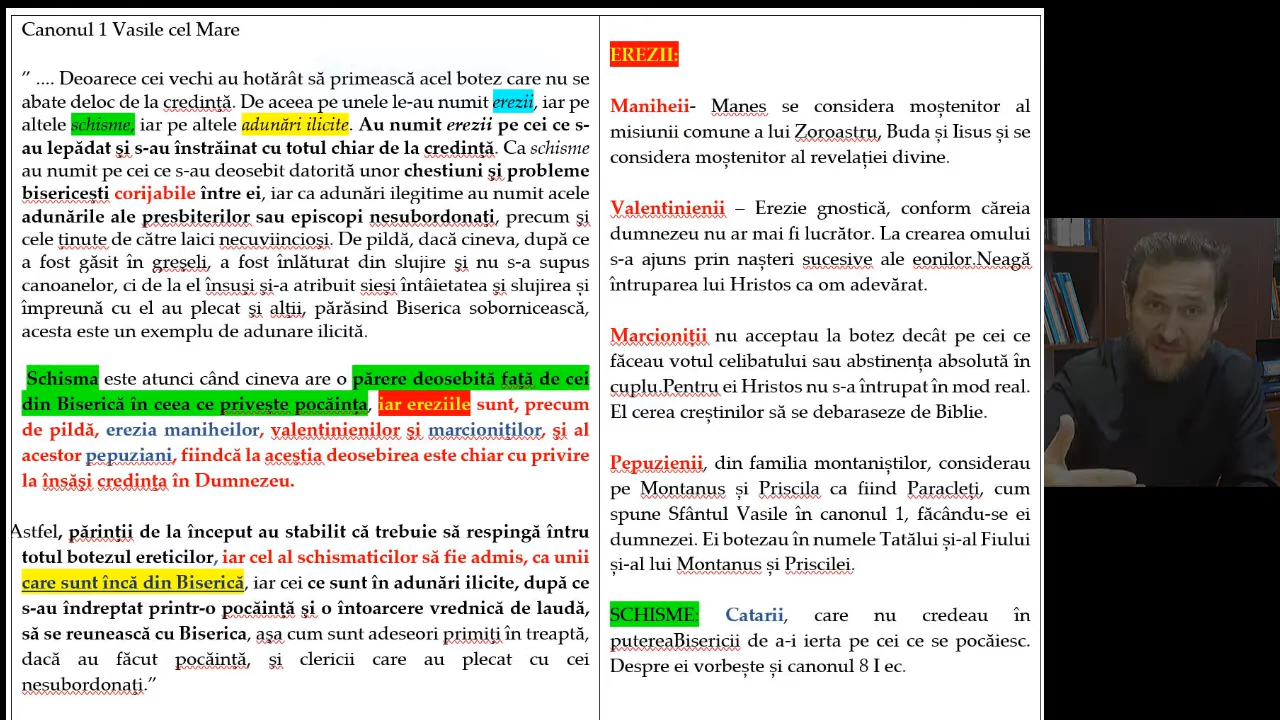 Canonul 1 Vasile cel Mare
” .... Deoarece cei vechi au hotărât să primească acel botez care nu se
abate deloc de la credință. De aceea pe unele le-au numit erezii, iar pe
altele schisme, iar pe altele adunări ilicite. Au numit erezii pe cei ce s-
au lepădat și s-au înstrăinat cu totul chiar de la credință. Ca schisme
au numit pe cei ce s-au deosebit datorită unor chestiuni și probleme
bisericești corijabile între ei, iar ca adunări ilegitime au numit acele
adunările ale presbiterilor sau episcopi nesubordonați, precum și
cele ținute de către laici necuviincioși. De pildă, dacă cineva, după ce
a fost găsit în greșeli, a fost înlăturat din slujire și nu s-a supus
canoanelor, ci de la el însuși și-a atribuit sieși întâietatea și slujirea și
împreună cu el au plecat și alții, părăsind Biserica sobornicească,
acesta este un exemplu de adunare ilicită.
Schisma este atunci când cineva are o părere deosebită față de cei
din Biserică în ceea ce privește pocăința, iar ereziile sunt, precum
de pildă, erezia maniheilor, valentinienilor și marcioniților, și al
acestor pepuziani, fiindcă la aceștia deosebirea este chiar cu privire
la însăși credința în Dumnezeu.
Astfel, părinții de la început au stabilit că trebuie să respingă întru
totul botezul ereticilor, iar cel al schismaticilor să fie admis, ca unii
care sunt încă din Biserică, iar cei ce sunt în adunări ilicite, după ce
s-au îndreptat printr-o pocăință și o întoarcere vrednică de laudă,
să se reunească cu Biserica, așa cum sunt adeseori primiți în treaptă,
dacă au făcut pocăință, și clericii care au plecat cu cei
nesubordonați.”
EREZII:
Maniheii- Manes se considera moștenitor al
misiunii comune a lui Zoroastru, Buda și Iisus și se
considera moștenitor al revelației divine.
Valentinienii – Erezie gnostică, conform căreia
dumnezeu nu ar mai fi lucrător. La crearea omului
s-a ajuns prin nașteri sucesive ale eonilor.Neagă
întruparea lui Hristos ca om adevărat.
Marcioniții nu acceptau la botez decât pe cei ce
făceau votul celibatului sau abstinența absolută în
cuplu.Pentru ei Hristos nu s-a întrupat în mod real.
El cerea creștinilor să se debaraseze de Biblie.
Pepuzienii, din familia montaniștilor, considerau
pe Montanus și Priscila ca fiind Paracleți, cum
spune Sfântul Vasile în canonul 1, făcându-se ei
dumnezei. Ei botezau în numele Tatălui și-al Fiului
și-al lui Montanus și Priscilei.
SCHISME: Catarii, care nu credeau în
putereaBisericii de a-i ierta pe cei ce se pocăiesc.
Despre ei vorbește și canonul 8 I ec.